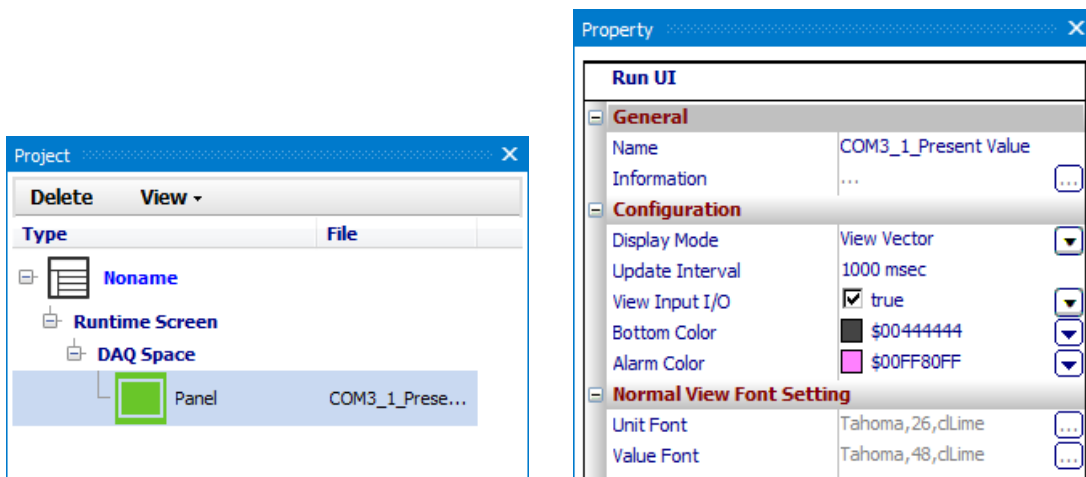 Project
Delete View
Type File
Noname
Runtime Screen
DAQ Space
Panel COM3_1_Prese...
Property
Run UI
General
Name COM3_1_Present Value
Information ...
Configuration
Display Mode View Vector
Update Interval 1000 msec
View Input I/O true
Bottom Color $00444444
Alarm Color $00FF80FF
Normal View Font Setting
Unit Font Tahoma,26,clLime
Value Font Tahoma,48,clLime